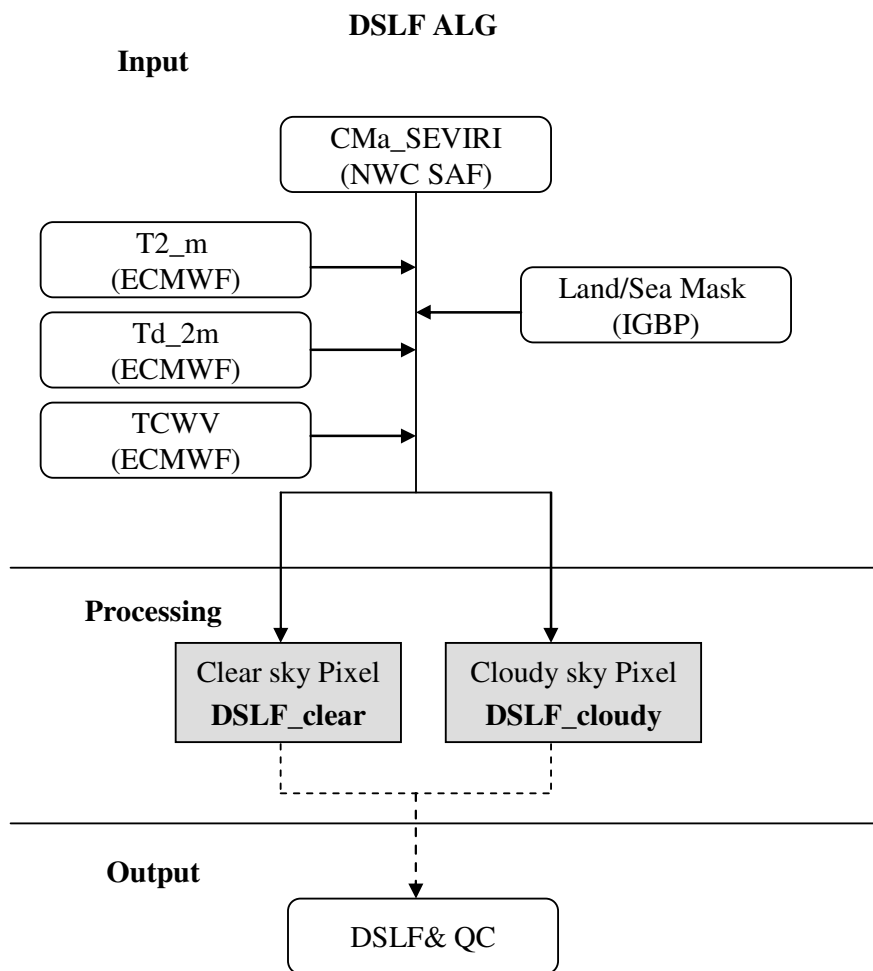 DSLF ALG
Input
CMa_SEVIRI
(NWC SAF)
T2_m
(ECMWF)
Land/Sea Mask
(IGBP)
Td_2m
(ECMWF)
TCWV
(ECMWF)
Processing
Clear sky Pixel
DSLF_clear
Cloudy sky Pixel
DSLF_cloudy
Output
DSLF& QC